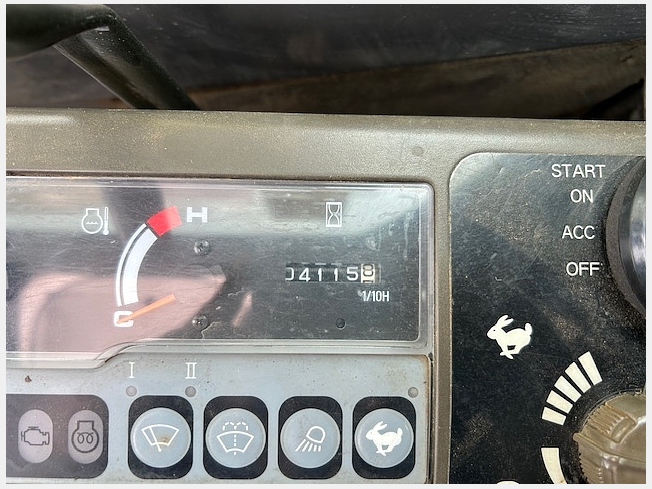 START
ON
ACC
OFF
H
04115
1/10H
C
I II